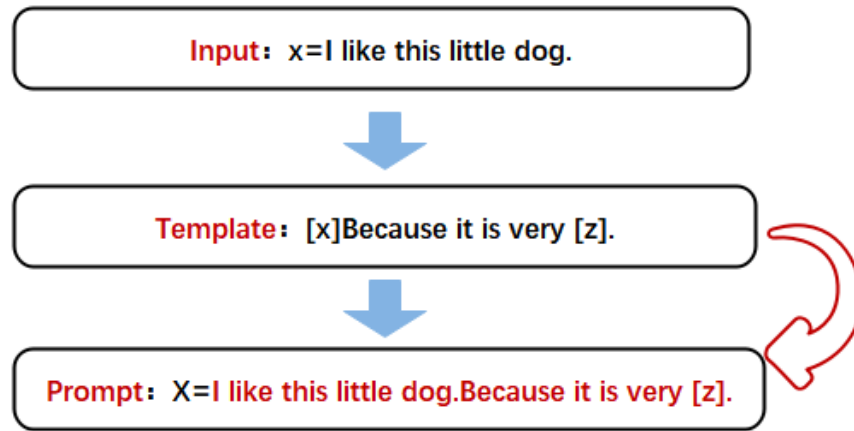 Input：x=I like this little dog.
Template：[x]Because it is very [z].
Prompt：X=I like this little dog.Because it is very [z].